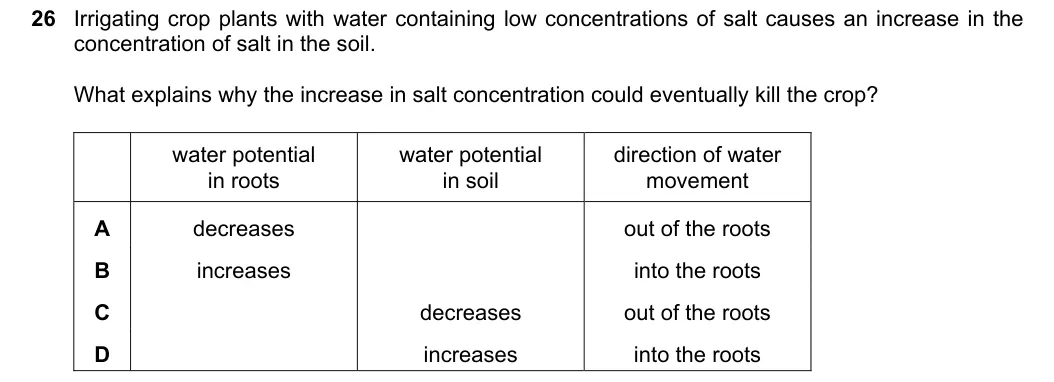 26 Irrigating crop plants with water containing low concentrations of salt causes an increase in the
concentration of salt in the soil.
What explains why the increase in salt concentration could eventually kill the crop?
water potential in roots water potential in soil direction of water movement
A decreases out of the roots
B increases into the roots
C decreases out of the roots
D increases into the roots